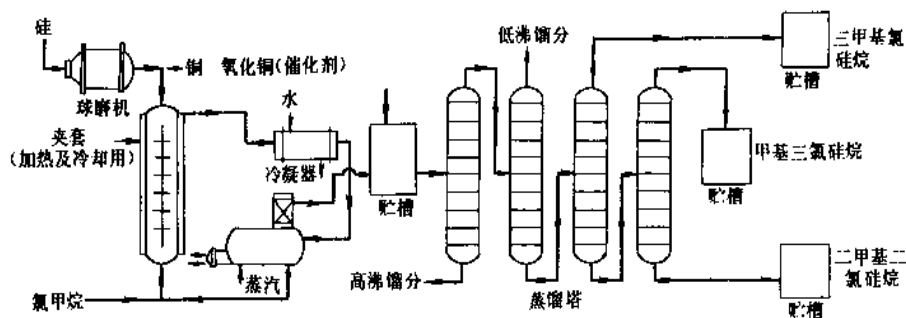 硅
铜 氧化铜(催化剂)
球磨机
夹套
(加热及冷却用)
水
冷凝器
贮槽
蒸汽
氯甲烷
低沸馏分
高沸馏分
蒸馏塔
三甲基氯
硅烷
贮槽
甲基三氯硅烷
贮槽
二甲基二
氯硅烷
贮槽